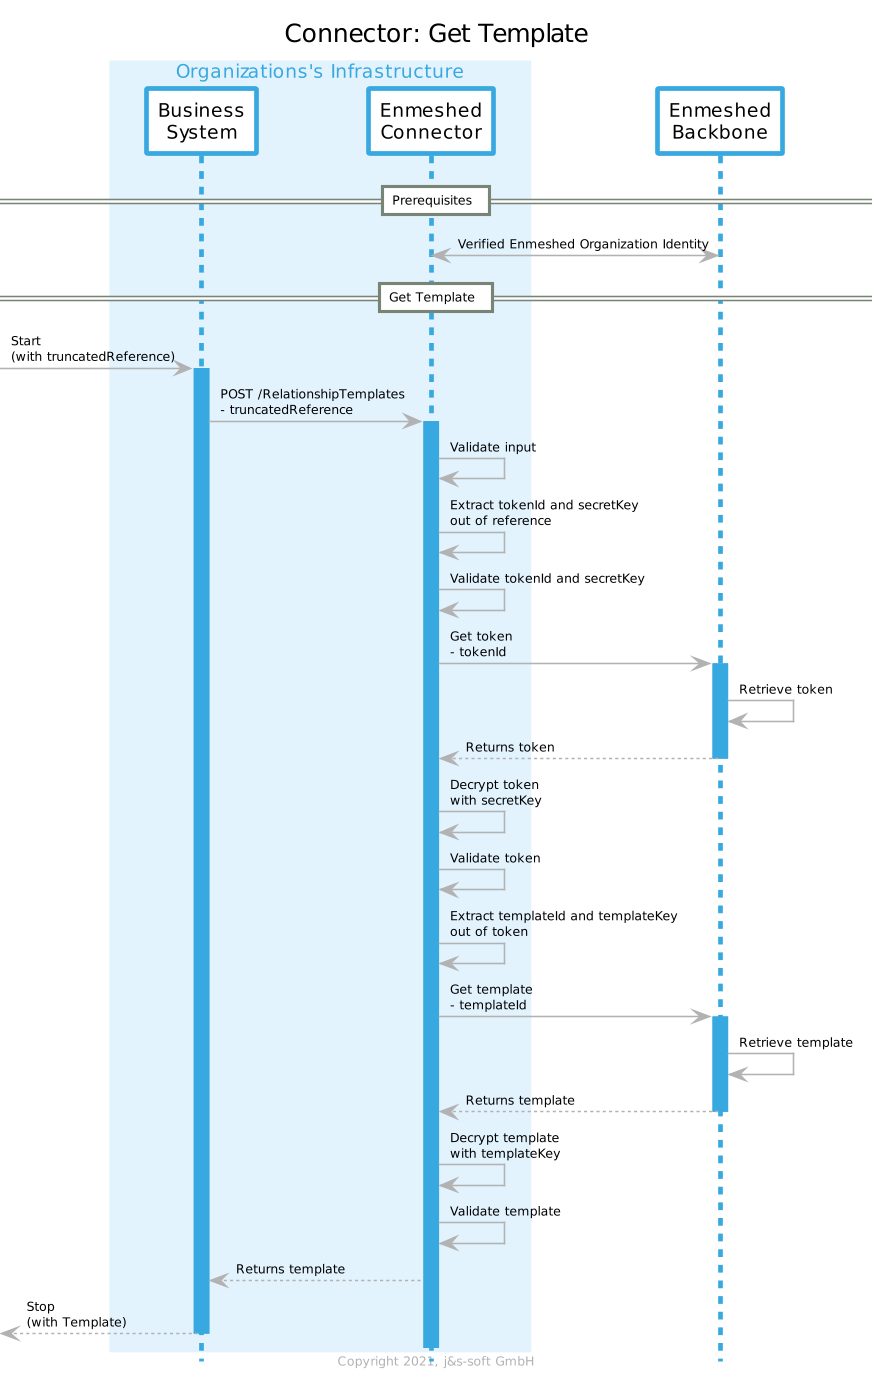 Connector: Get Template
Organizations's Infrastructure
Business
System
Enmeshed
Connector
Enmeshed
Backbone
Prerequisites
Verified Enmeshed Organization Identity
Get Template
Start
(with truncatedReference)
POST /RelationshipTemplates
- truncatedReference
Validate input
Extract tokenId and secretKey
out of reference
Validate tokenId and secretKey
Get token
- tokenId
Retrieve token
Returns token
Decrypt token
with secretKey
Validate token
Extract templateId and templateKey
out of token
Get template
- templateId
Retrieve template
Returns template
Decrypt template
with templateKey
Validate template
Returns template
Stop
(with Template)
Copyright 2021, j&s-soft GmbH